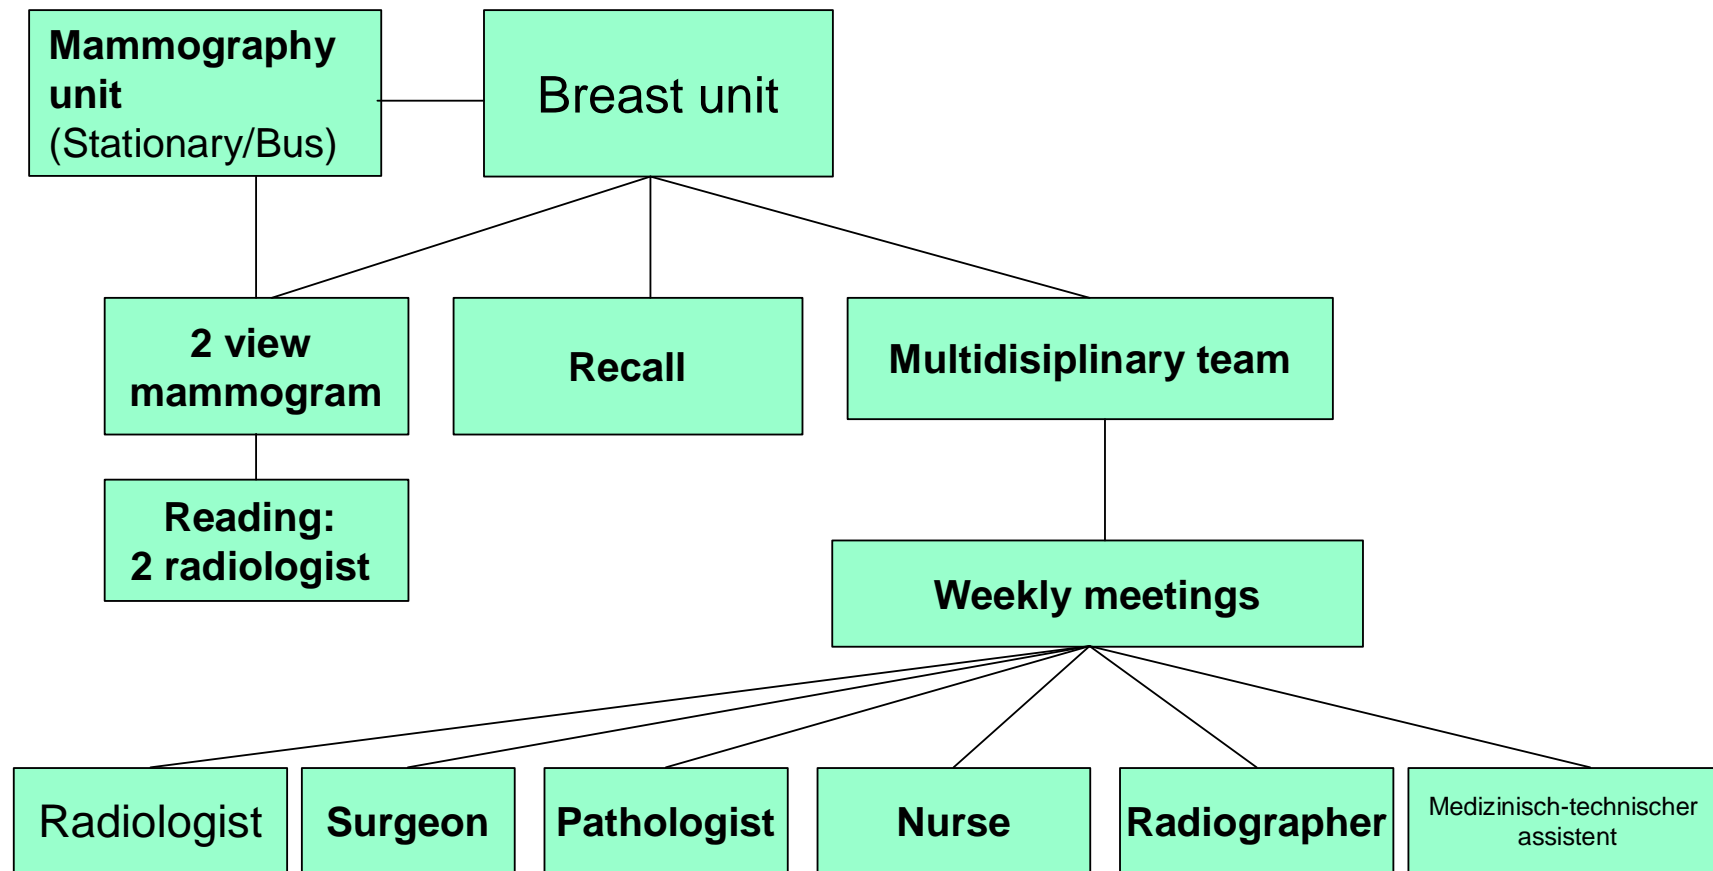 Mammography
unit
(Stationary/Bus)
Breast unit
2 view
mammogram
Recall
Multidisiplinary team
Reading:
2 radiologist
Weekly meetings
Radiologist
Surgeon
Pathologist
Nurse
Radiographer
Medizinisch-technischer
assistent